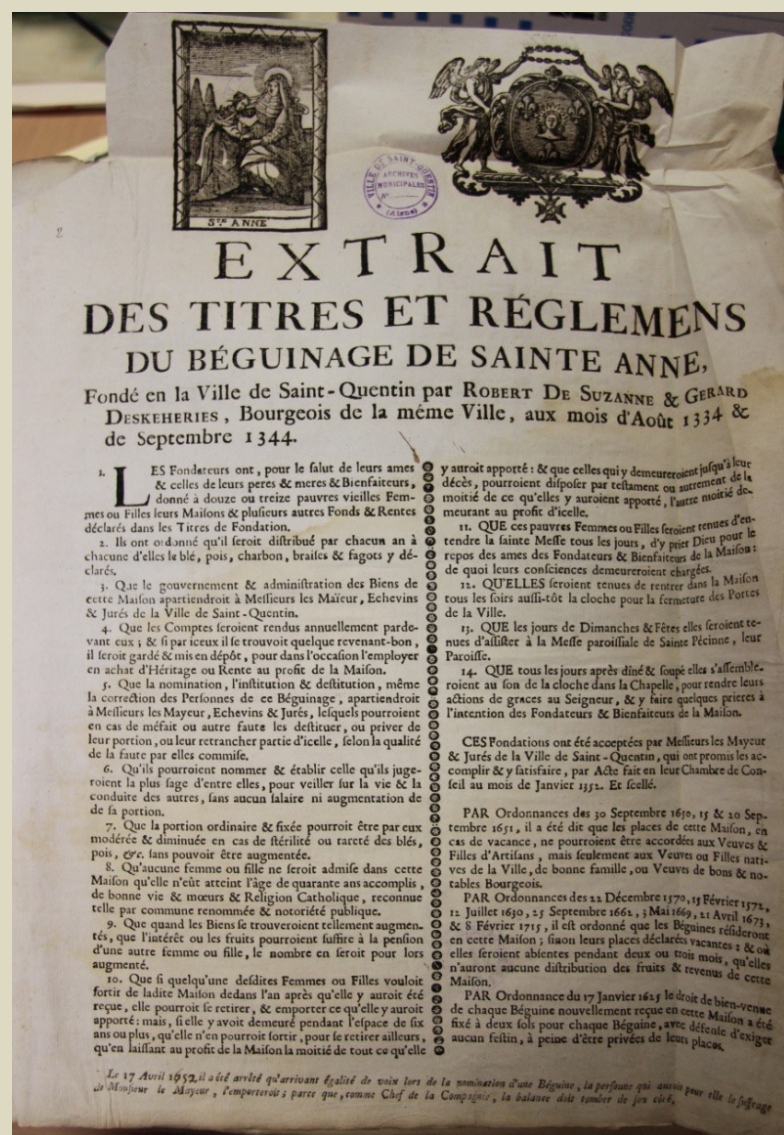 STE ANNE
VILLE DE SAINT-QUENTIN
ARCHIVES
MUNICIPALES
N°
(Aisne)
2
EXTRAIT
DES TITRES ET RÉGLEMENS
DU BÉGUINAGE DE SAINTE ANNE,
Fondé en la Ville de Saint-Quentin par ROBERT DE SUZANNE & GERARD
DESKEHERIES, Bourgeois de la méme Ville, aux mois d'Août 1334 &
de Septembre 1344.
1. LES Fondateurs ont, pour le salut de leurs ames
& celles de leurs peres & meres & Bienfaiteurs,
donné à douze ou treize pauvres vieilles Fem-
mes ou Filles leurs Maisons & plusieurs autres Fonds & Rentes
déclarés dans les Titres de Fondation.
2. Ils ont ordonné qu'il seroit distribué par chacun an à
chacune d'elles le blé, pois, charbon, braises & fagots y dé-
clarés.
3. Que le gouvernement & administration des Biens de
cette Maison appartiendroit à Messieurs les Maïeur, Echevins
& Jurés de la Ville de Saint-Quentin.
4. Que les Comptes seroient rendus annuellement parde-
vant eux ; & si par iceux il se trouvoit quelque revenant-bon,
il seroit gardé & mis en dépôt, pour dans l'occasion l'employer
en achat d'Héritage ou Rente au profit de la Maison.
5. Que la nomination, l'institution & destitution, même
la correction des Personnes de ce Béguinage, apartiendroit
à Messieurs les Mayeur, Echevins & Jurés, lesquels pourroient
en cas de méfait ou autre faute les destituer, ou priver de
leur portion, ou leur retrancher partie d'icelle, selon la qualité
de la faute par elles commise.
6. Qu'ils pourroient nommer & établir celle qu'ils juge-
roient la plus sage d'entre elles, pour veiller sur la vie & la
conduite des autres, sans aucun salaire ni augmentation de
de sa portion.
7. Que la portion ordinaire & fixée pourroit être par eux
modérée & diminuée en cas de stérilité ou rareté des blés,
pois, &c. sans pouvoir être augmentée.
8. Qu'aucune femme ou fille ne seroit admise dans cette
Maison qu'elle n'eût atteint l'âge de quarante ans accomplis,
de bonne vie & mœurs & Religion Catholique, reconnue
telle par commune renommée & notoriété publique.
9. Que quand les Biens se trouveroient tellement augmen-
tés, que l'intérêt ou les fruits pourroient suffire à la pension
d'une autre femme ou fille, le nombre en seroit pour lors
augmenté.
10. Que si quelqu'une desdites Femmes ou Filles vouloit
sortir de ladite Maison dedans l'an après qu'elle y auroit été
reçue, elle pourroit se retirer, & emporter ce qu'elle y auroit
apporté : mais, si elle y avoit demeuré pendant l'espace de six
ans ou plus, qu'elle n'en pourroit sortir, pour se retirer ailleurs,
qu'en laissant au profit de la Maison la moitié de tout ce qu'elle
y auroit apporté : & que celles qui y demeureroient jusqu'à leur
décès, pourroient disposer par testament ou autrement de la
moitié de ce qu'elles y auroient apporté, l'autre moitié de-
meurant au profit d'icelle.
11. QUE ces pauvres Femmes ou Filles seroient tenues d'en-
tendre la sainte Messe tous les jours, d'y prier Dieu pour le
repos des ames des Fondateurs & Bienfaiteurs de la Maison :
de quoi leurs consciences demeureroient chargées.
12. QU'ELLES seroient tenues de rentrer dans la Maison
tous les soirs aussi-tôt la cloche pour la fermeture des Portes
de la Ville.
13. QUE les jours de Dimanches & Fêtes elles seroient te-
nues d'assister à la Messe paroissiale de Sainte Pécinne, leur
Paroisse.
14. QUE tous les jours après diné & soupé elles s'assemble-
roient au son de la cloche dans la Chapelle, pour rendre leurs
actions de graces au Seigneur, & y faire quelques prieres à
l'intention des Fondateurs & Bienfaiteurs de la Maison.
CES Fondations ont été acceptées par Messieurs les Mayeur
& Jurés de la Ville de Saint-Quentin, qui ont promis les ac-
complir & y satisfaire, par Acte fait en leur Chambre de Con-
seil au mois de Janvier 1352. Et scellé.
PAR Ordonnances des 30 Septembre 1650, 15 & 20 Sep-
tembre 1651, il a été dit que les places de cette Maison, en
cas de vacance, ne pourroient être accordées aux Veuves &
Filles d'Artisans, mais seulement aux Veuves ou Filles nati-
ves de la Ville, de bonne famille, ou Veuves de bons & no-
tables Bourgeois.
PAR Ordonnances des 22 Décembre 1570, 15 Février 1572,
12 Juillet 1630, 25 Septembre 1662, 3 Mai 1669, 21 Avril 1673,
& 8 Février 1715, il est ordonné que les Béguines résideront
en cette Maison ; sinon leurs places déclarées vacantes : & où
elles seroient absentes pendant deux ou trois mois, qu'elles
n'auront aucune distribution des fruits & revenus de cette
Maison.
PAR Ordonnance du 17 Janvier 1625 le droit de bien-venue
de chaque Béguine nouvellement reçue en cette Maison a été
fixé à deux sols pour chaque Béguine, avec défense d'exiger
aucun festin, à peine d'être privées de leurs places.
Le 17 Avril 1652, il a été arrêté qu'arrivant égalité de voix lors de la nomination d'une Béguine, la personne qui auroit pour elle le suffrage
de Monsieur le Mayeur, l'emporteroit ; parce que, comme Chef de la Compagnie, la balance doit tomber de son côté.